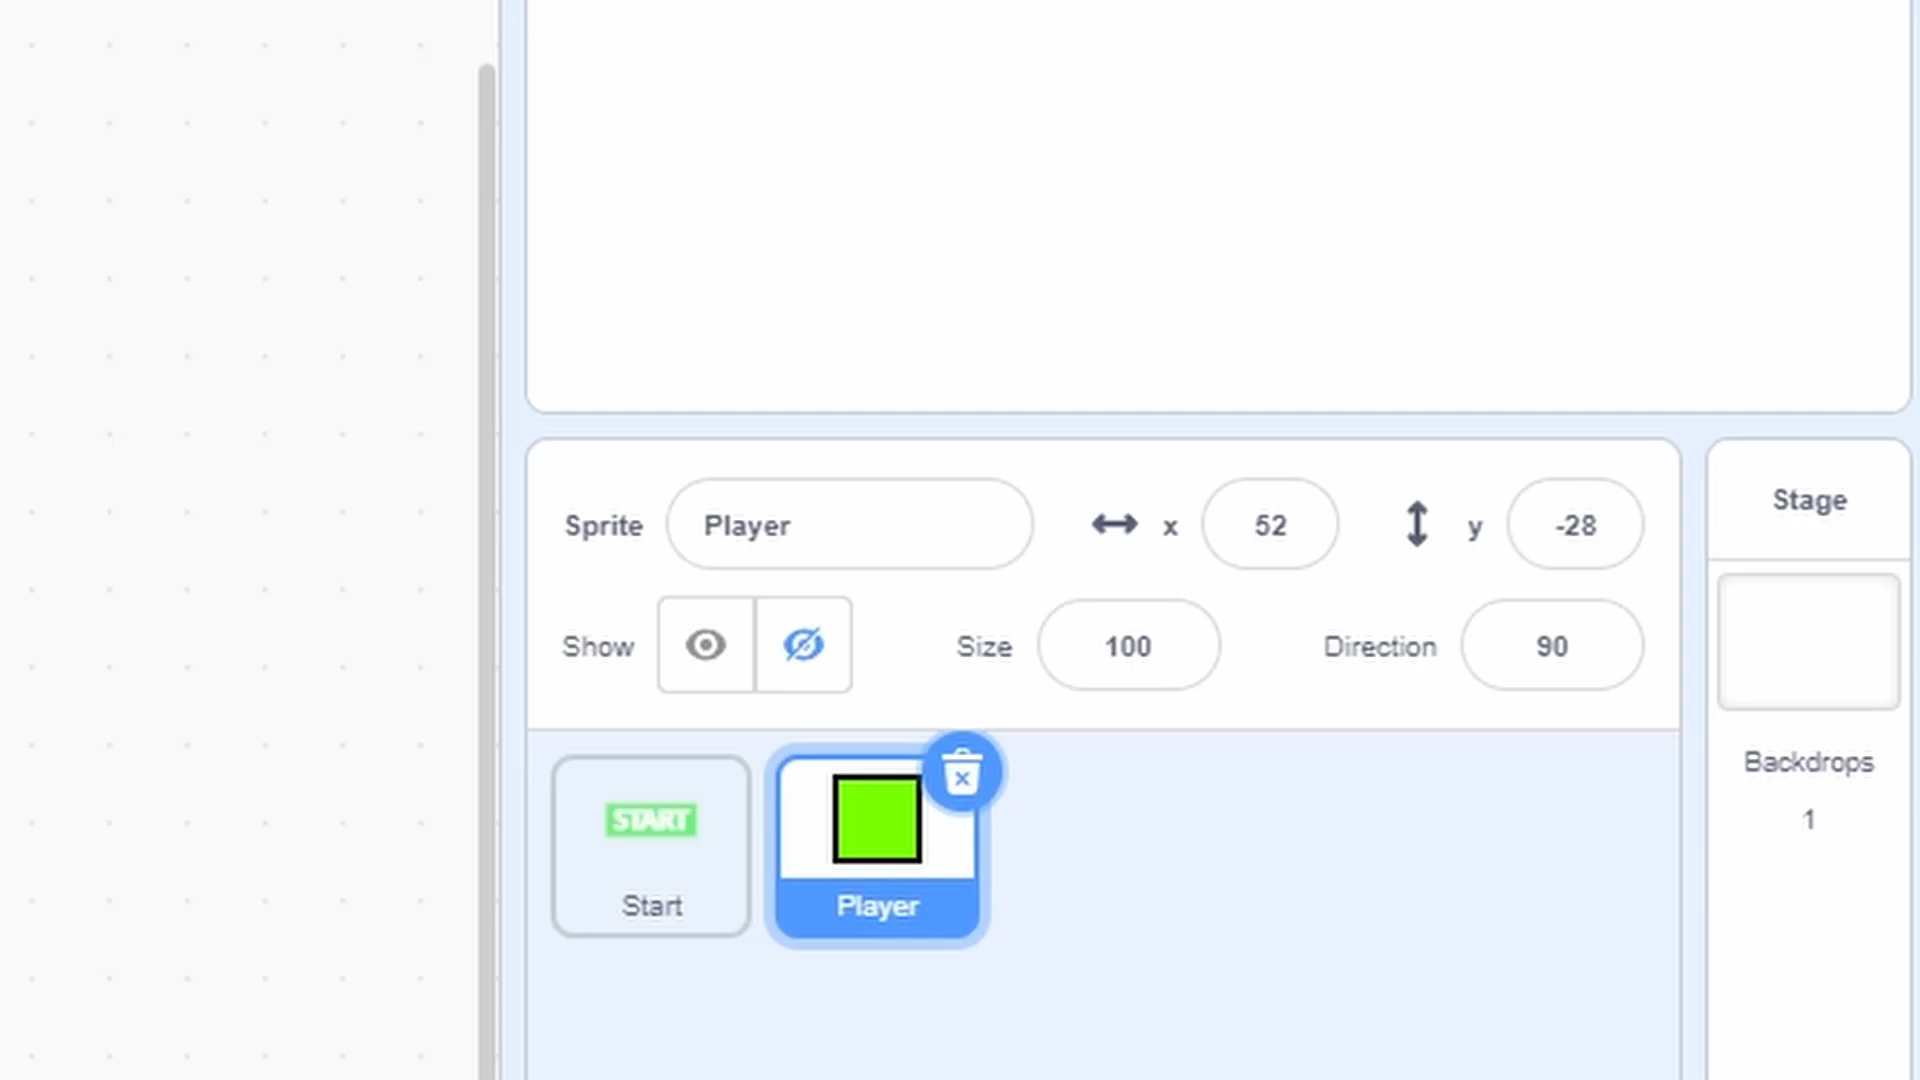 Sprite Player x 52 y -28
Show Size 100 Direction 90
START
Start
Player
Stage
Backdrops
1